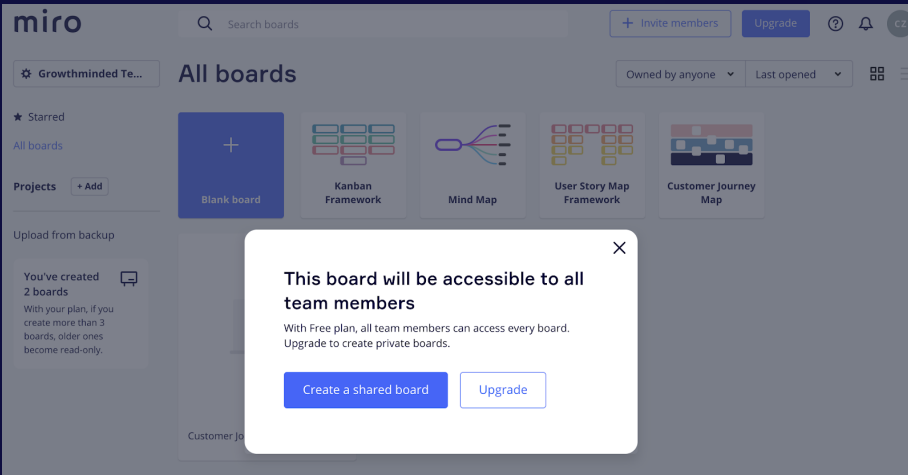 miro
Search boards
+ Invite members
Upgrade
CZ
Growthminded Te...
All boards
Owned by anyone
Last opened
Starred
All boards
Projects
+ Add
Blank board
Kanban
Framework
Mind Map
User Story Map
Framework
Customer Journey
Map
Upload from backup
You've created
2 boards
With your plan, if you
create more than 3
boards, older ones
become read-only.
This board will be accessible to all
team members
With Free plan, all team members can access every board.
Upgrade to create private boards.
Create a shared board
Upgrade
Customer Jo